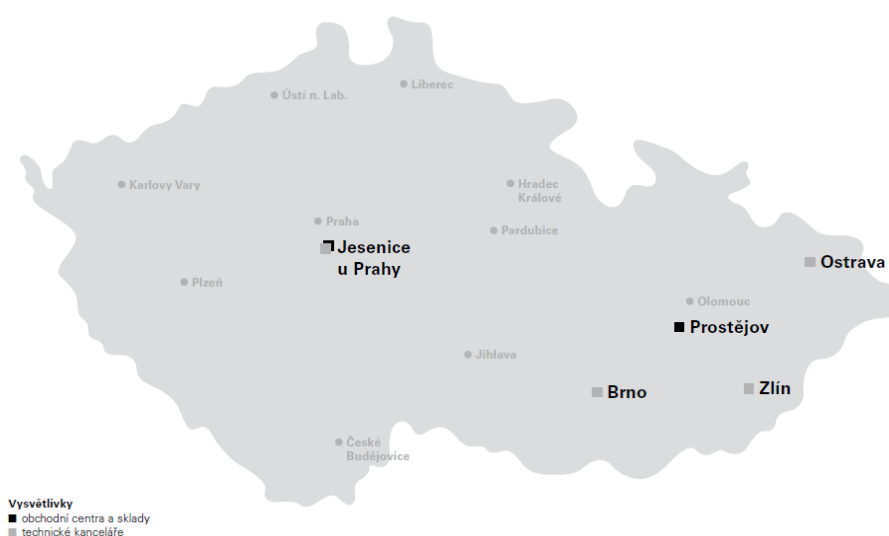 Liberec
Ústí n. Lab.
Karlovy Vary
Hradec
Králové
Praha
Pardubice
Jesenice
u Prahy
Ostrava
Plzeň
Olomouc
Prostějov
Jihlava
Brno
Zlín
České
Budějovice
Vysvětlivky
obchodní centra a sklady
technické kanceláře